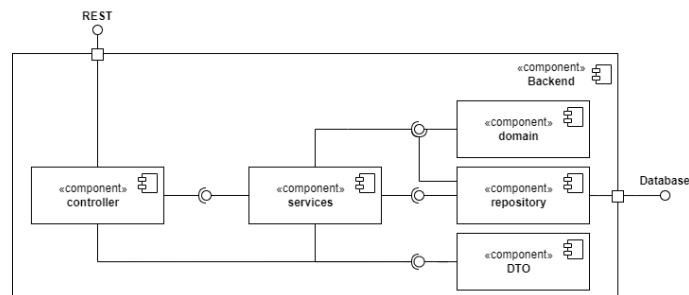 REST
«component»
Backend
«component»
domain
«component»
controller
«component»
services
«component»
repository
Database
«component»
DTO